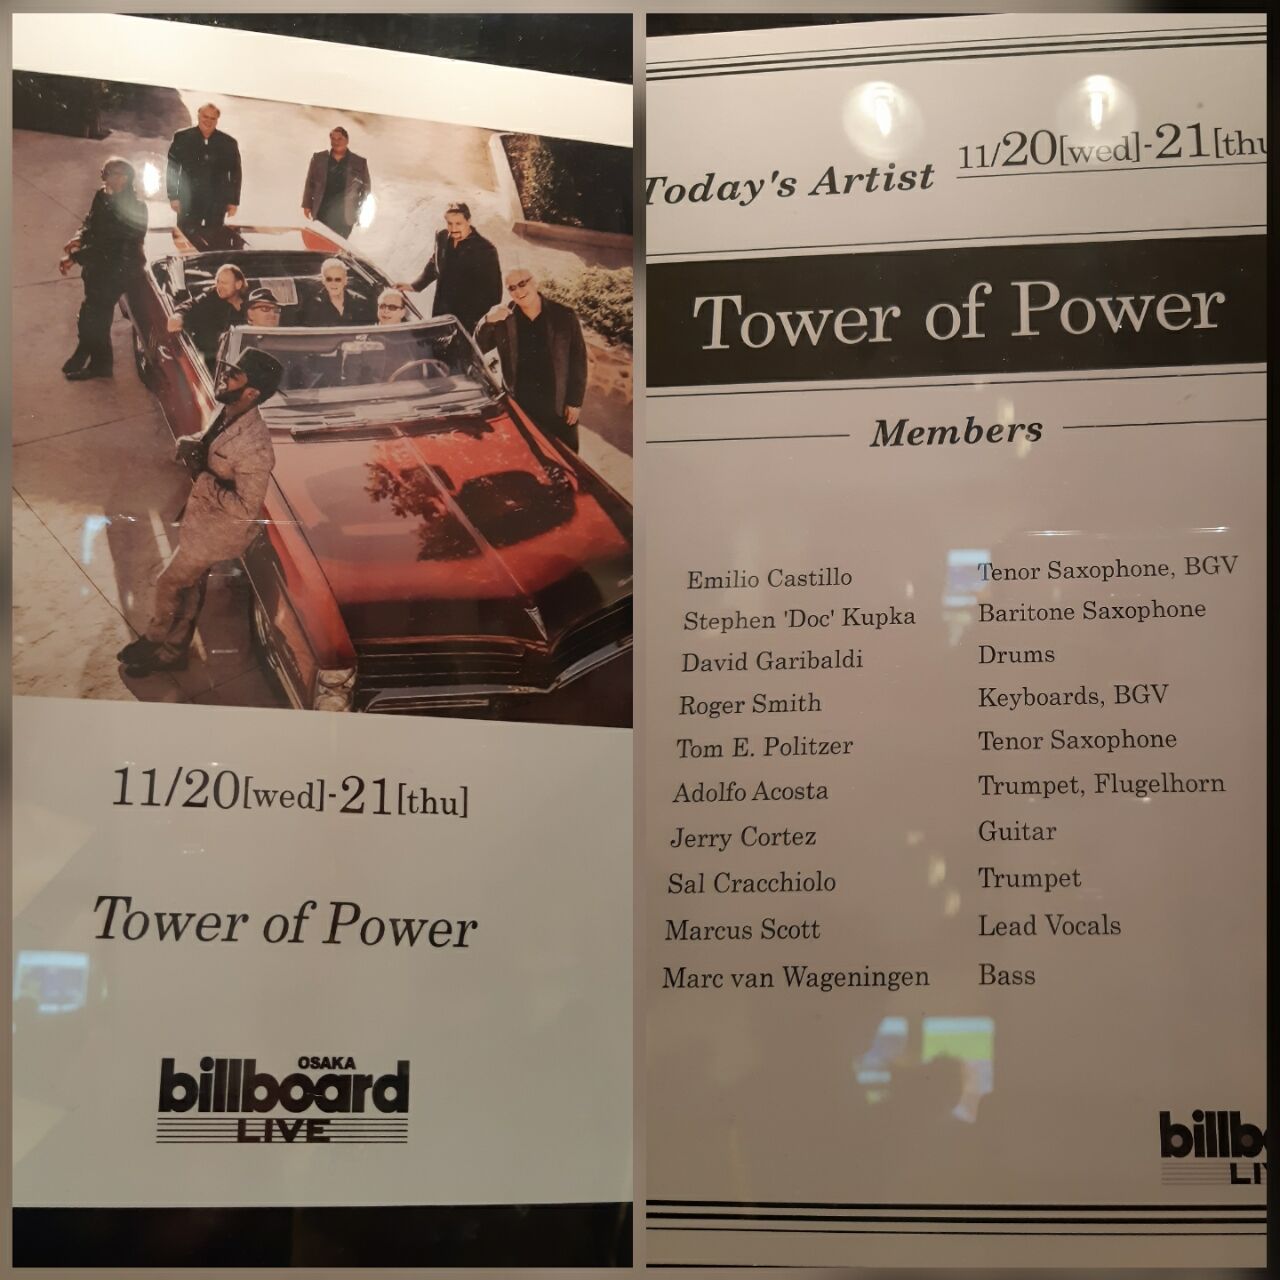 11/20[wed]-21[thu]
Tower of Power
OSAKA
billboard
LIVE
Today's Artist 11/20[wed]-21[thu
Tower of Power
Members
Emilio Castillo Tenor Saxophone, BGV
Stephen 'Doc' Kupka Baritone Saxophone
David Garibaldi Drums
Roger Smith Keyboards, BGV
Tom E. Politzer Tenor Saxophone
Adolfo Acosta Trumpet, Flugelhorn
Jerry Cortez Guitar
Sal Cracchiolo Trumpet
Marcus Scott Lead Vocals
Marc van Wageningen Bass
billbo
LI